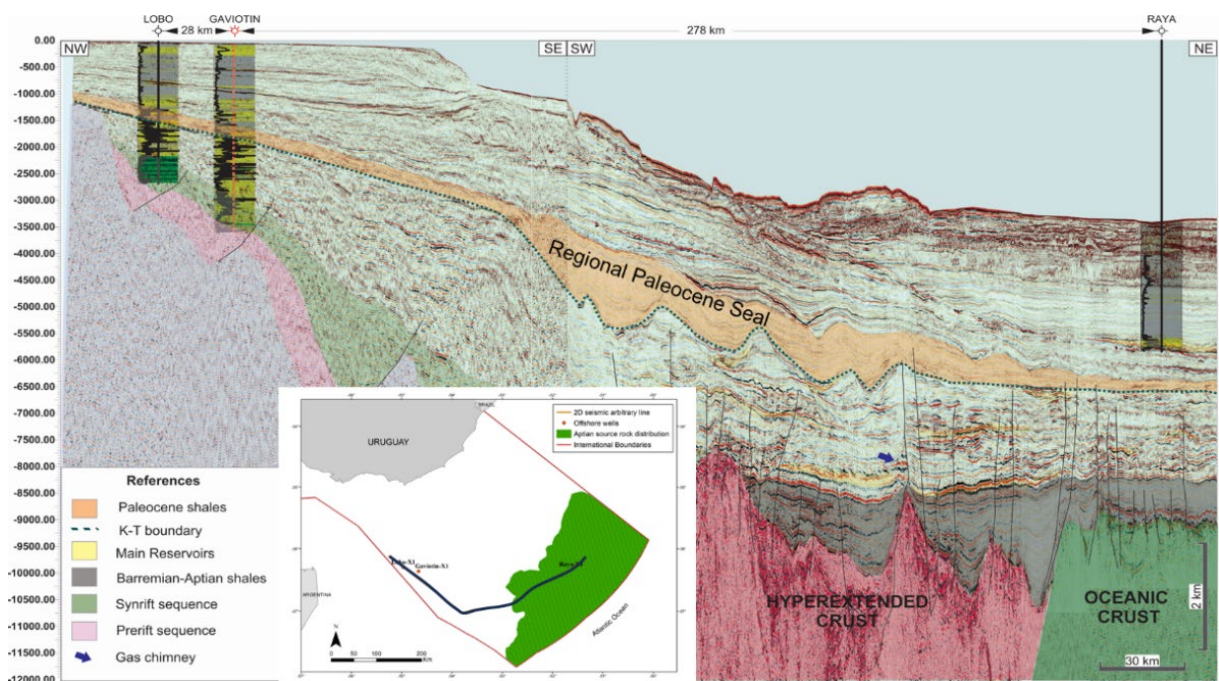 LOBO
GAVIOTIN
RAYA
28 km
278 km
NW
SE
SW
NE
0.00
-500.00
-1000.00
-1500.00
-2000.00
-2500.00
-3000.00
-3500.00
-4000.00
-4500.00
-5000.00
-5500.00
-6000.00
-6500.00
-7000.00
-7500.00
-8000.00
-8500.00
-9000.00
-9500.00
-10000.00
-10500.00
-11000.00
-11500.00
-12000.00
Regional Paleocene Seal
HYPEREXTENDED
CRUST
OCEANIC
CRUST
2 km
30 km
References
Paleocene shales
K-T boundary
Main Reservoirs
Barremian-Aptian shales
Synrift sequence
Prerift sequence
Gas chimney
BRAZIL
URUGUAY
2D seismic arbitrary line
Offshore wells
Aptian source rock distribution
International Boundaries
Gaviotin-X1
ARGENTINA
Atlantic Ocean
N
0 50 100 200
Km